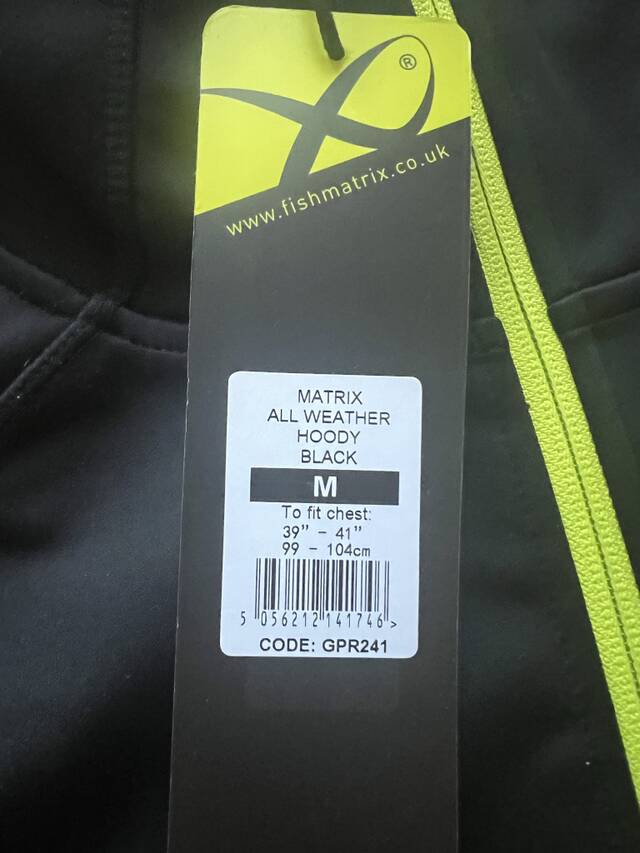 ®
www.fishmatrix.co.uk
MATRIX
ALL WEATHER
HOODY
BLACK
M
To fit chest:
39” - 41”
99 - 104cm
5 056212 141746 >
CODE: GPR241